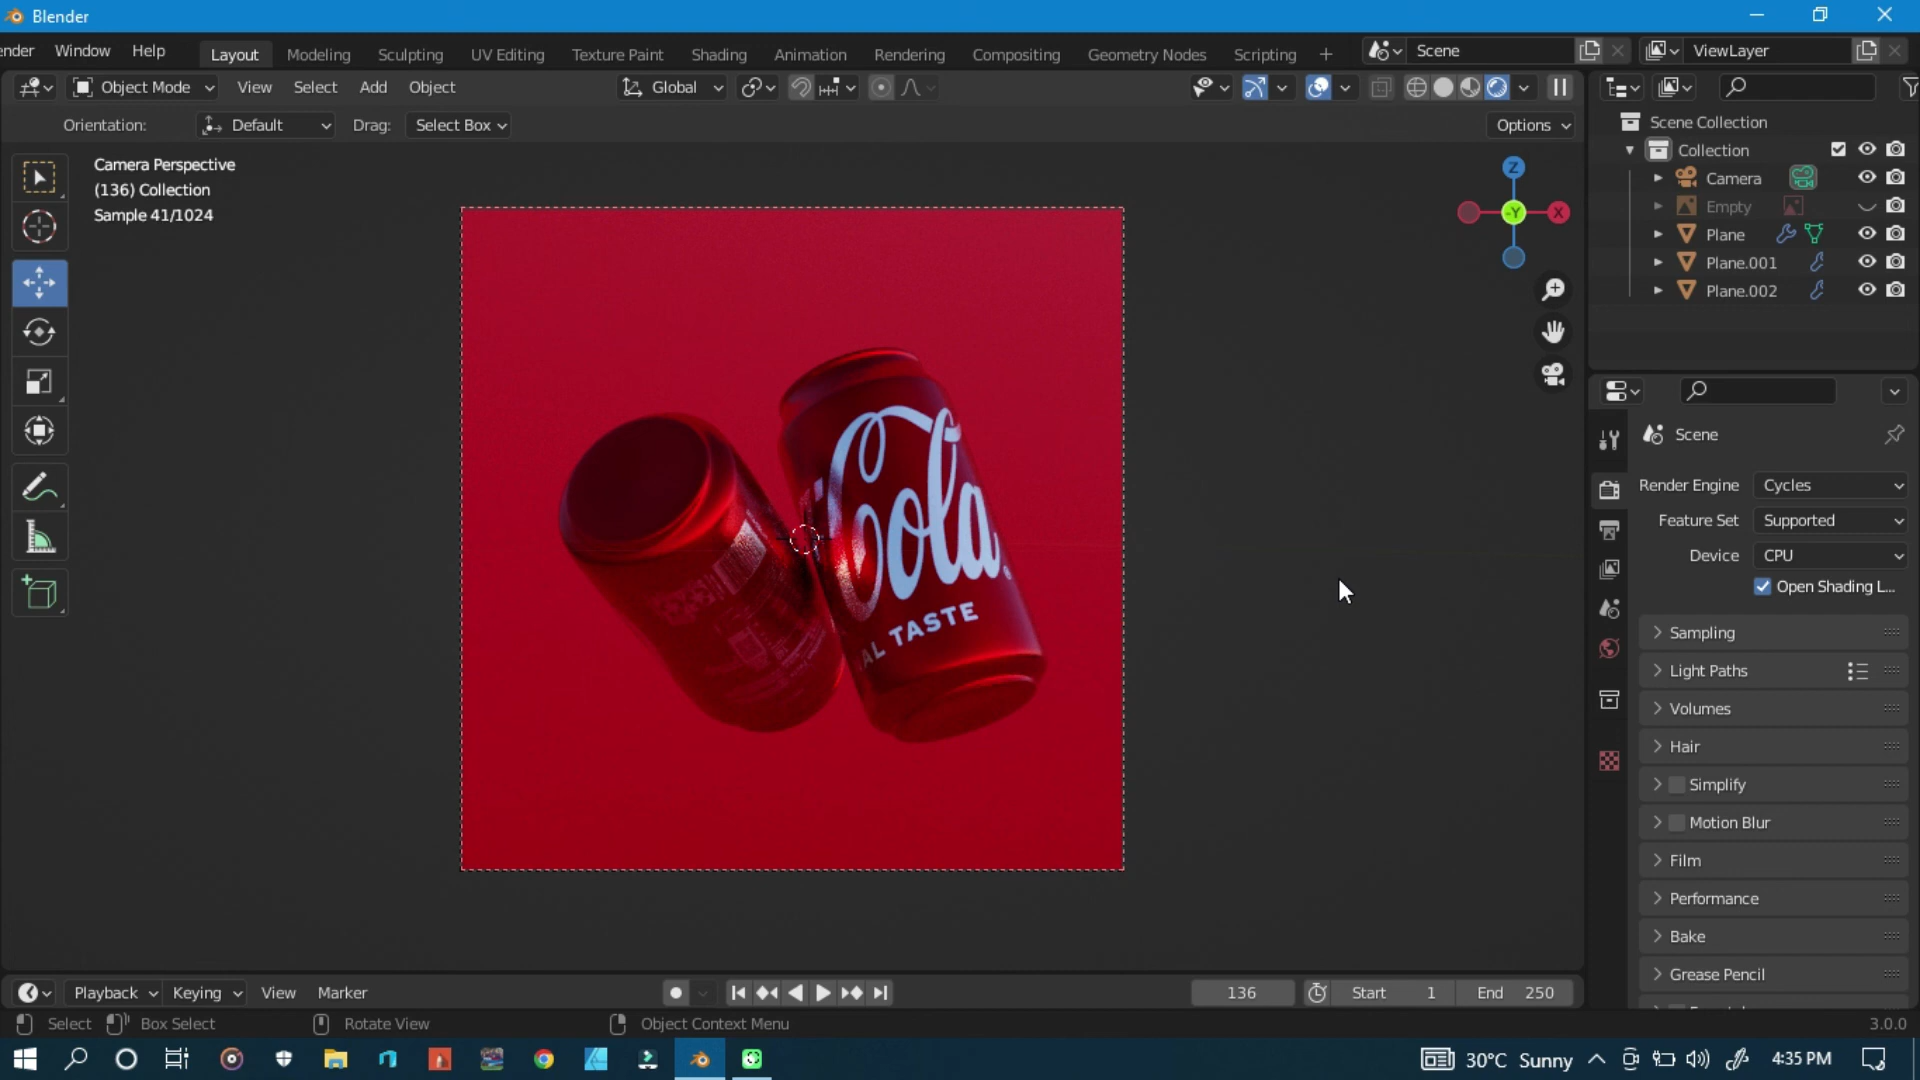 Blender
ender Window Help Layout Modeling Sculpting UV Editing Texture Paint Shading Animation Rendering Compositing Geometry Nodes Scripting + Scene ViewLayer
Object Mode View Select Add Object Global
Orientation: Default Drag: Select Box Options
Camera Perspective
(136) Collection
Sample 41/1024
Z
Y
X
Cola
AL TASTE
Scene Collection
Collection
Camera
Empty
Plane
Plane.001
Plane.002
Scene
Render Engine Cycles
Feature Set Supported
Device CPU
Open Shading L...
Sampling
Light Paths
Volumes
Hair
Simplify
Motion Blur
Film
Performance
Bake
Grease Pencil
Playback Keying View Marker 136 Start 1 End 250
Select Box Select Rotate View Object Context Menu 3.0.0
30°C Sunny 4:35 PM